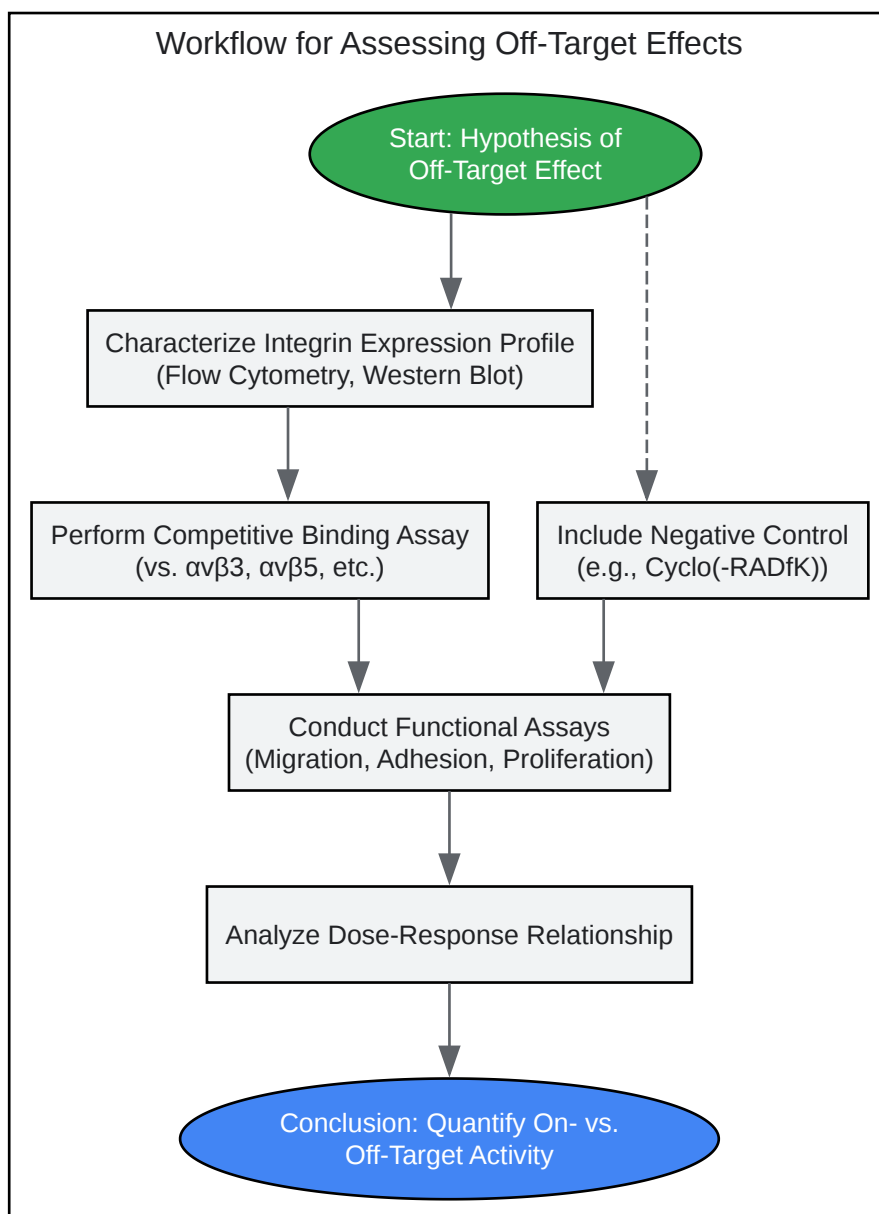 Workflow for Assessing Off-Target Effects
Start: Hypothesis of
Off-Target Effect
Characterize Integrin Expression Profile
(Flow Cytometry, Western Blot)
Perform Competitive Binding Assay
(vs. αvβ3, αvβ5, etc.)
Include Negative Control
(e.g., Cyclo(-RADfK))
Conduct Functional Assays
(Migration, Adhesion, Proliferation)
Analyze Dose-Response Relationship
Conclusion: Quantify On- vs.
Off-Target Activity